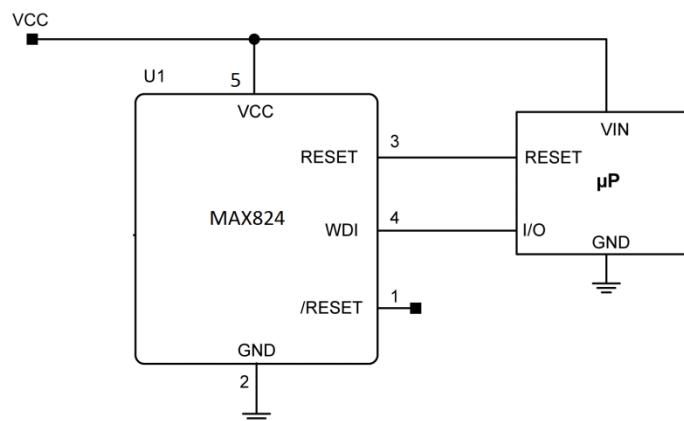 VCC
U1
5
VCC
VIN
RESET
3
RESET
µP
MAX824
WDI
4
I/O
GND
/RESET
1
GND
2